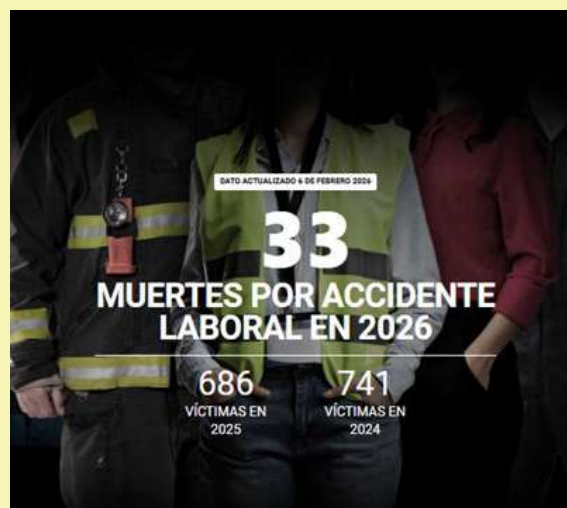 DATO ACTUALIZADO 6 DE FEBRERO 2026
33
MUERTES POR ACCIDENTE
LABORAL EN 2026
686
VÍCTIMAS EN
2025
741
VÍCTIMAS EN
2024